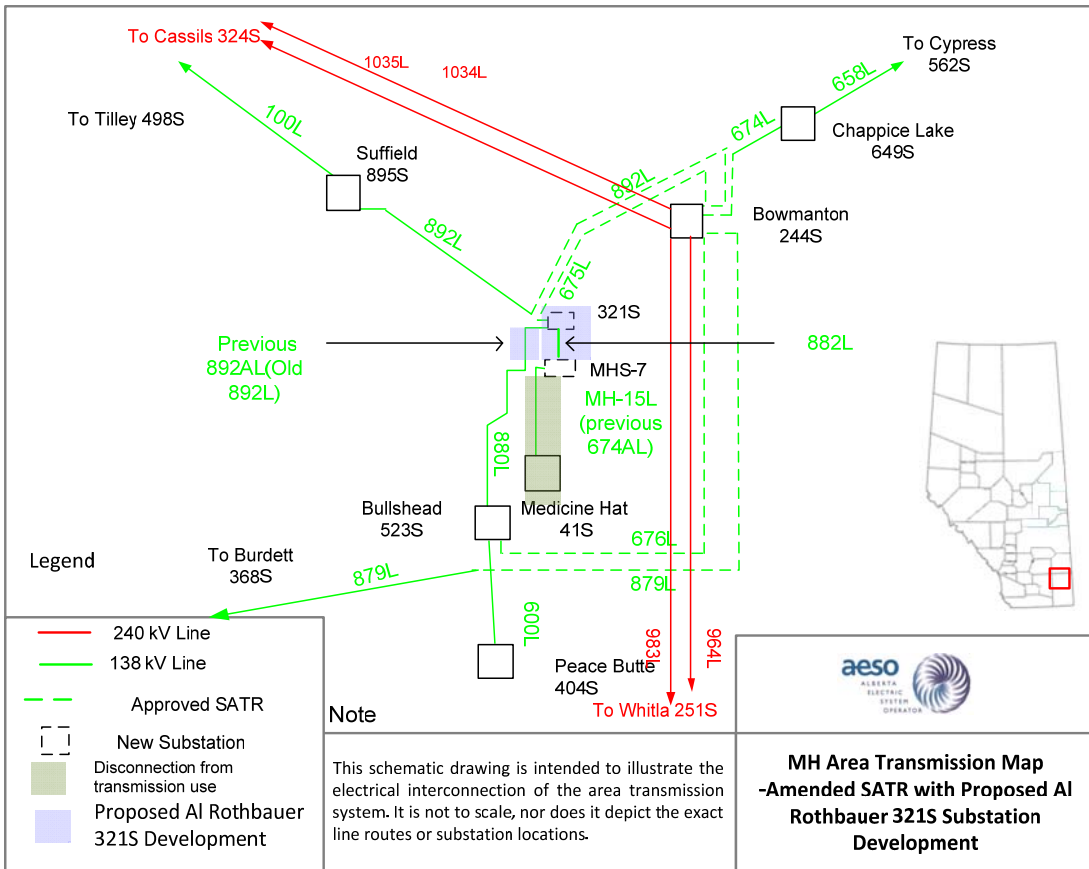 To Cassils 324S
1035L
1034L
To Cypress
562S
658L
To Tilley 498S
100L
674L
Chappice Lake
649S
Suffield
895S
892L
Bowmanton
244S
892L
675L
321S
Previous
892AL(Old
892L)
882L
MHS-7
MH-15L
(previous
674AL)
880L
Bullshead
523S
Medicine Hat
41S
676L
Legend
To Burdett
368S
879L
879L
600L
983L
964L
Peace Butte
404S
To Whitla 251S
240 kV Line
138 kV Line
Approved SATR
New Substation
Disconnection from
transmission use
Proposed Al Rothbauer
321S Development
Note
This schematic drawing is intended to illustrate the
electrical interconnection of the area transmission
system. It is not to scale, nor does it depict the exact
line routes or substation locations.
aeso
ALBERTA
ELECTRIC
SYSTEM
OPERATOR
MH Area Transmission Map
-Amended SATR with Proposed Al
Rothbauer 321S Substation
Development